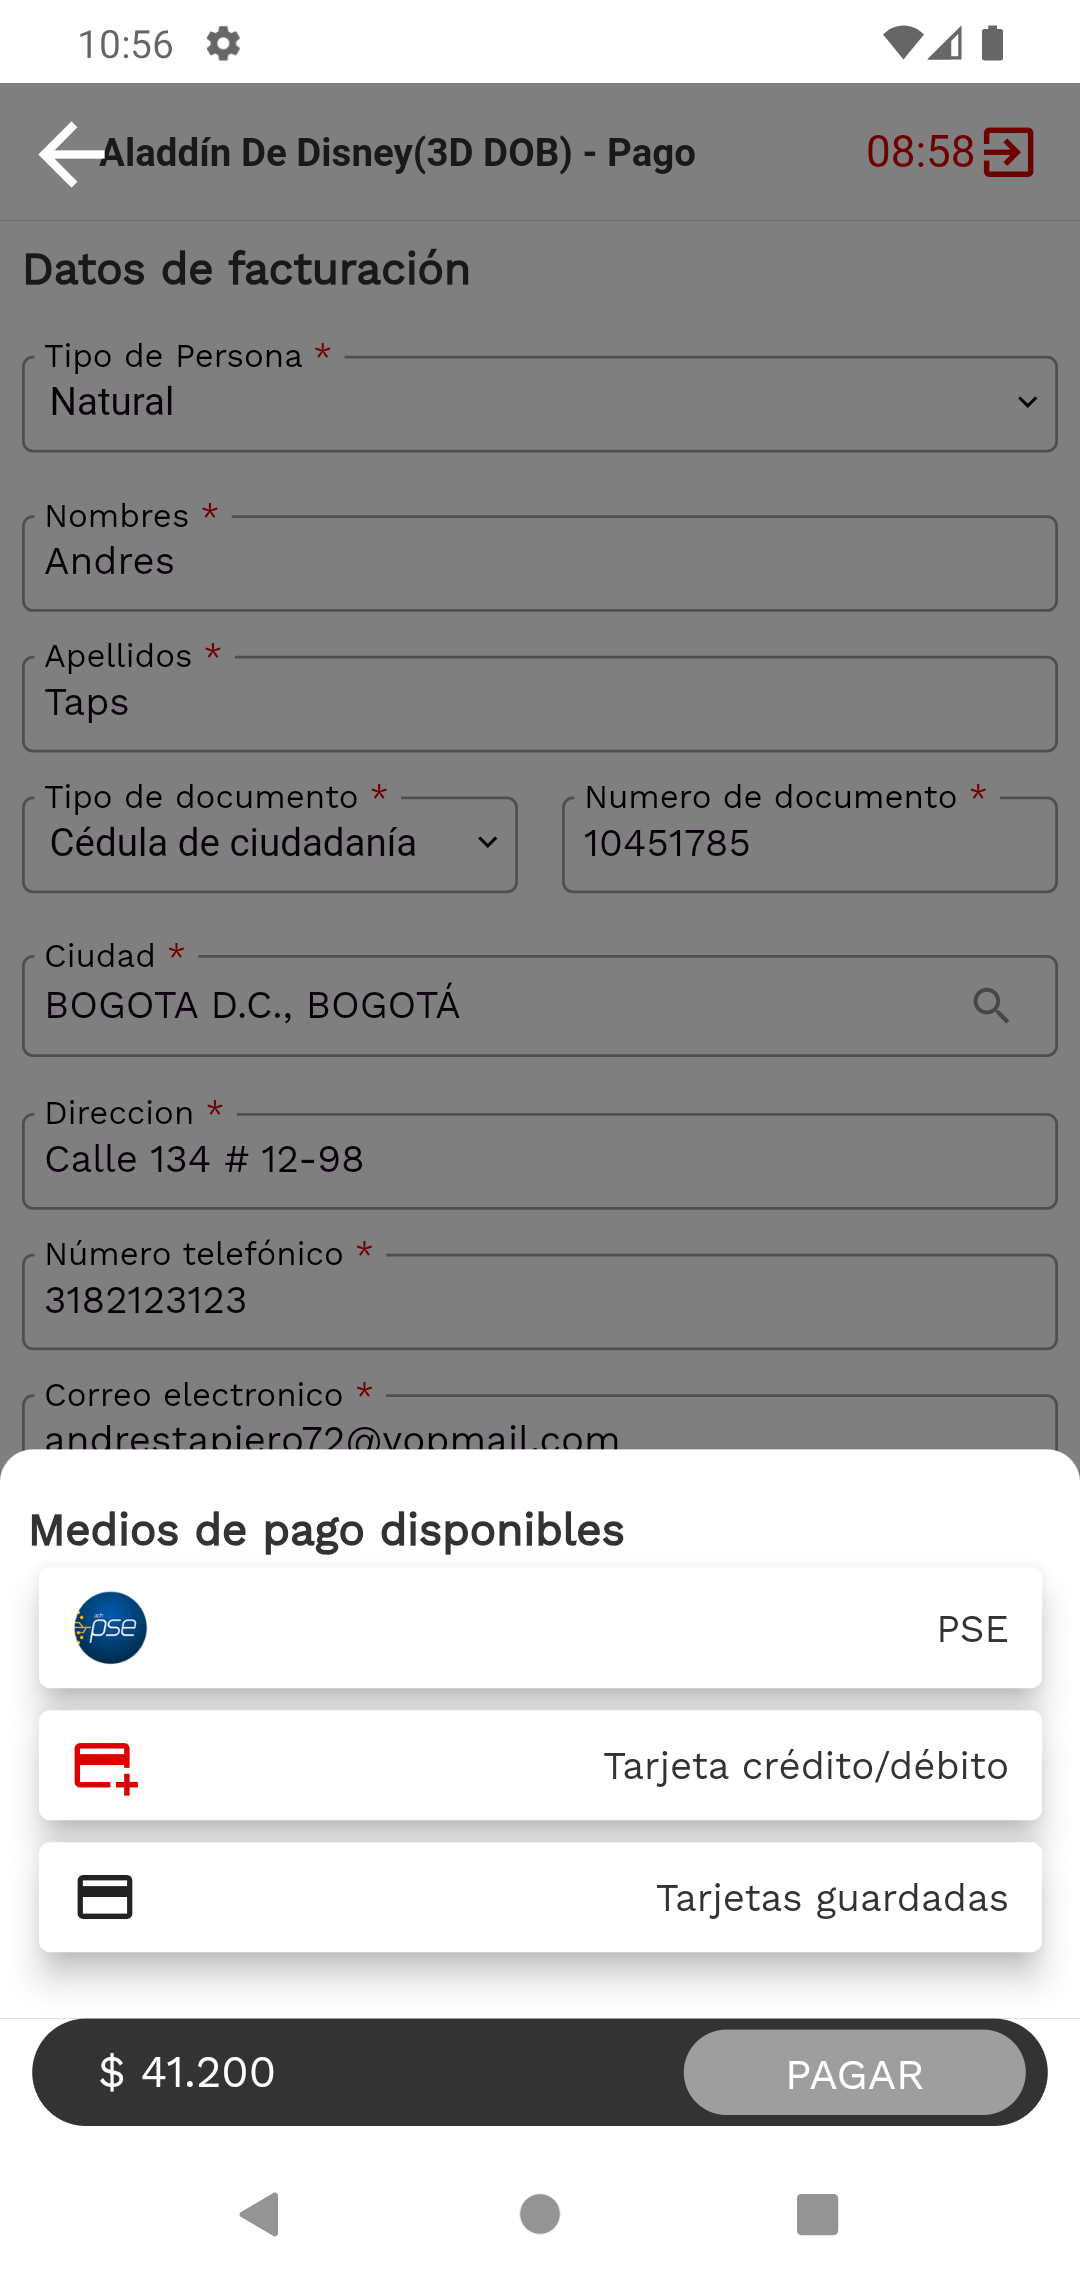 10:56
Aladdín De Disney(3D DOB) - Pago
08:58
Datos de facturación
Tipo de Persona *
Natural
Nombres *
Andres
Apellidos *
Taps
Tipo de documento *
Numero de documento *
Cédula de ciudadanía
10451785
Ciudad *
BOGOTA D.C., BOGOTÁ
Direccion *
Calle 134 # 12-98
Número telefónico *
3182123123
Correo electronico *
andrestapiero72@yopmail.com
Medios de pago disponibles
ach pse
PSE
Tarjeta crédito/débito
Tarjetas guardadas
$ 41.200
PAGAR